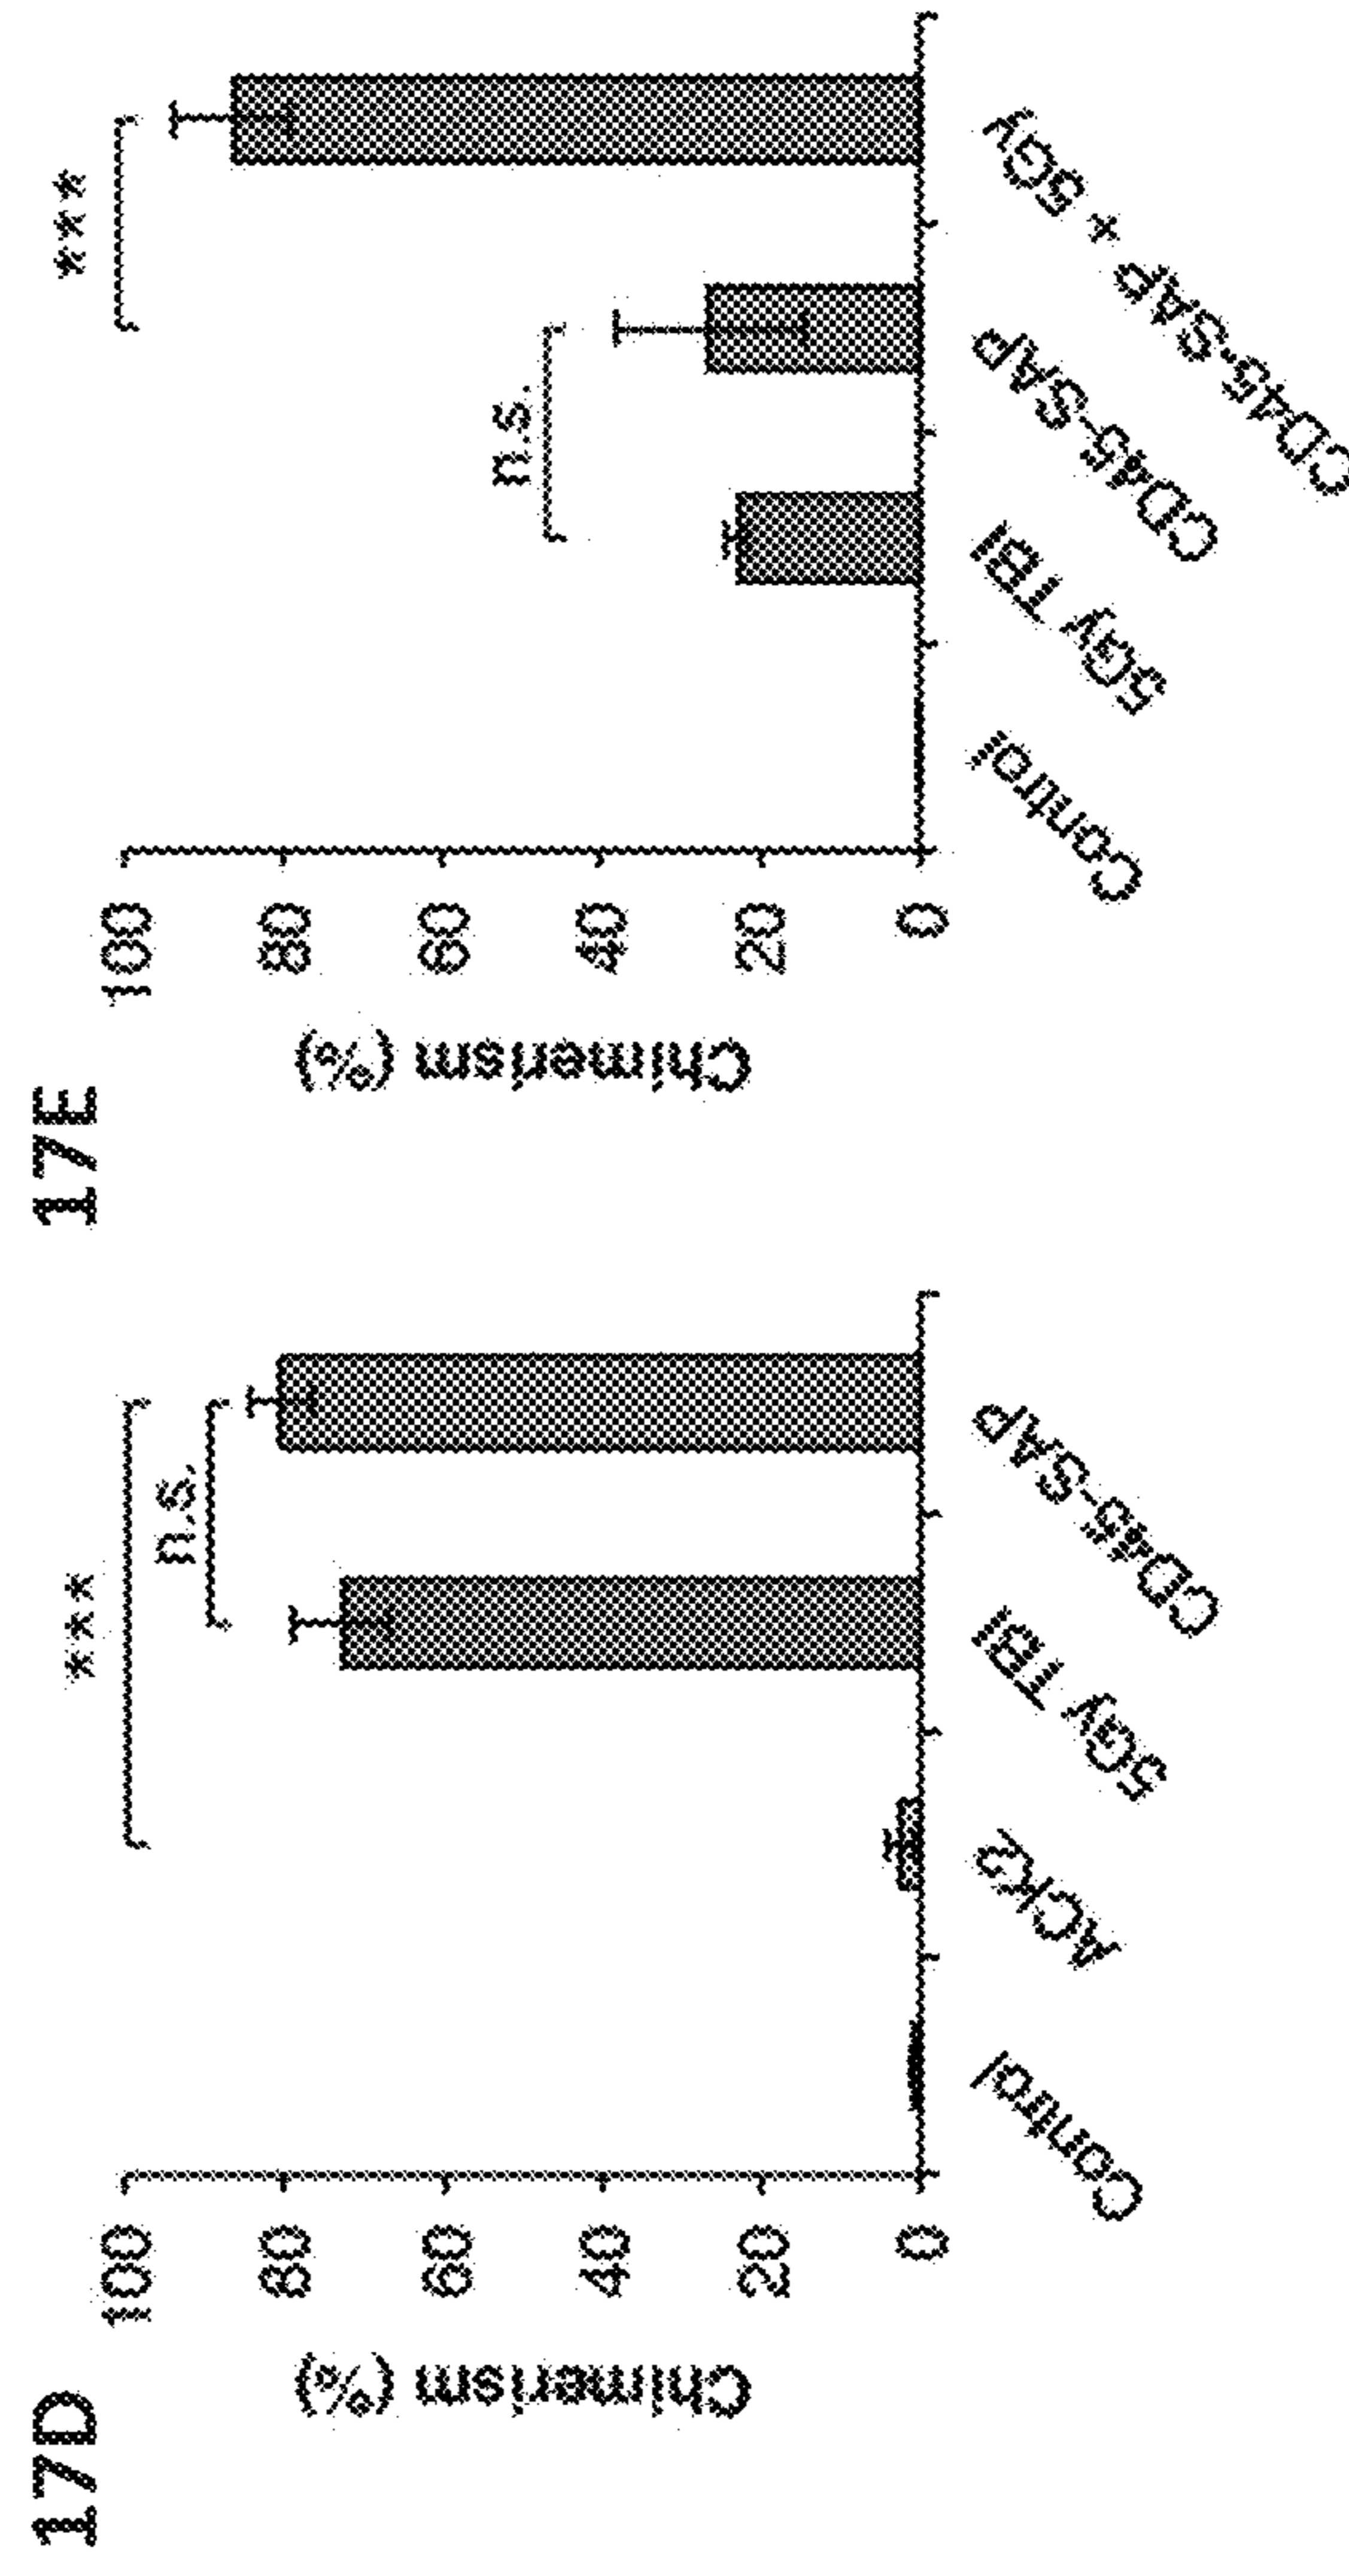 17D
Chimerism (%)
100
80
60
40
20
0
***
n.s.
Control
ACK2
5Gy TBI
CD45-SAP
17E
Chimerism (%)
100
80
60
40
20
0
n.s.
***
Control
5Gy TBI
CD45-SAP
CD45-SAP + 5Gy